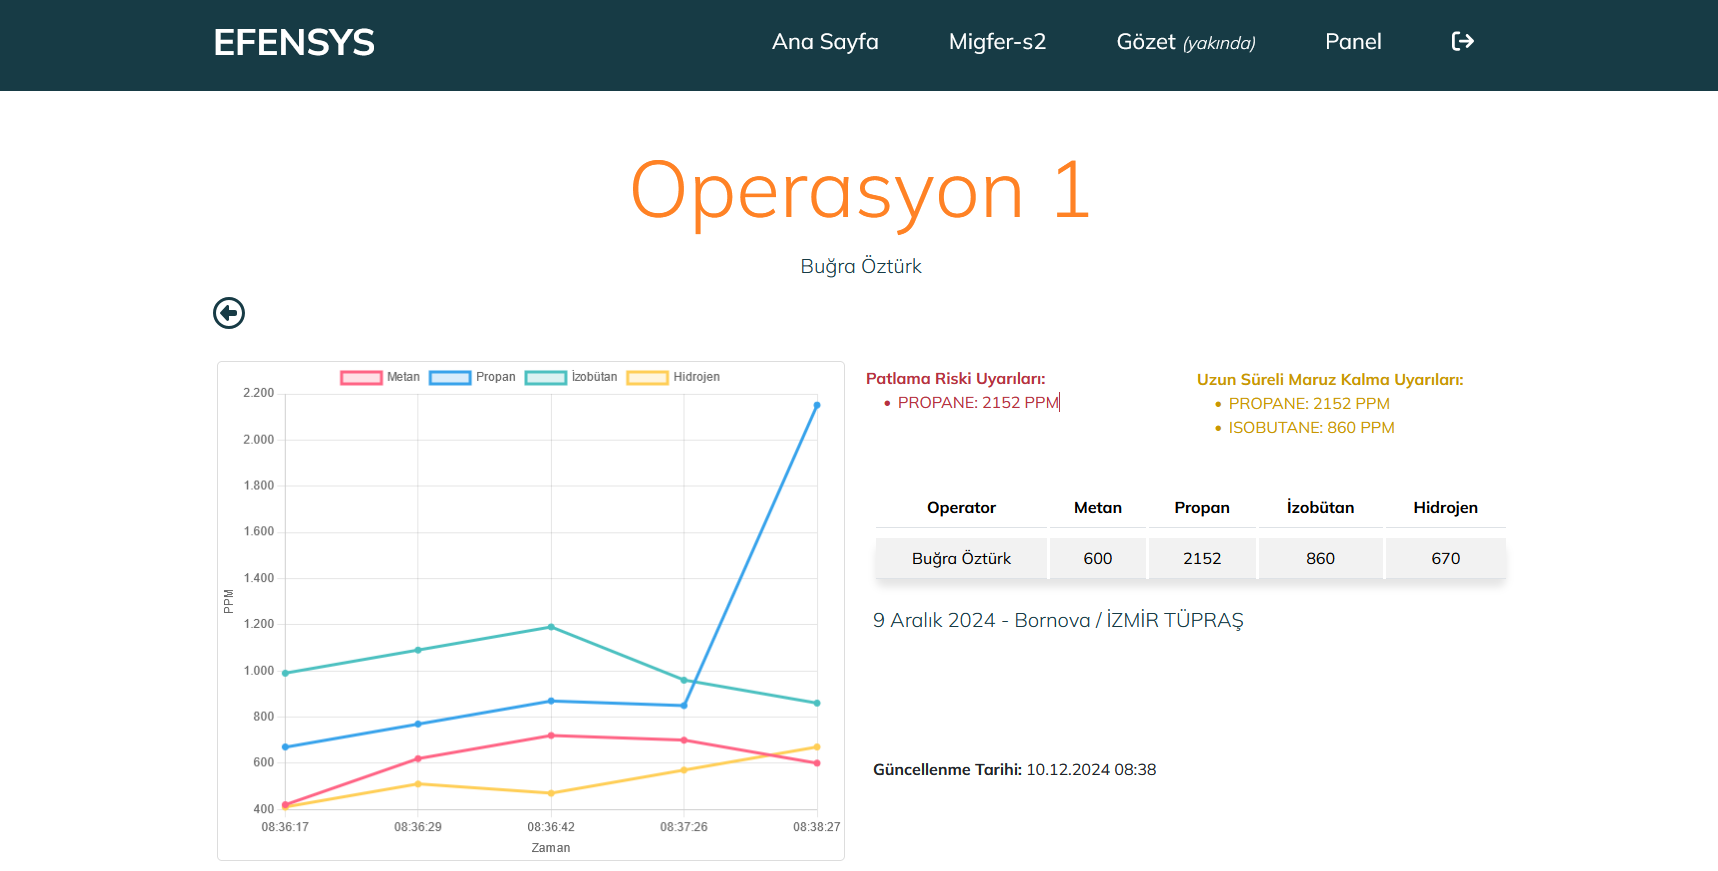 EFENSYS
Ana Sayfa
Migfer-s2
Gözet (yakında)
Panel
Operasyon 1
Buğra Öztürk
Metan Propan İzobütan Hidrojen
2.200
2.000
1.800
1.600
1.400
1.200
1.000
800
600
400
PPM
08:36:17 08:36:29 08:36:42 08:37:26 08:38:27
Zaman
Patlama Riski Uyarıları:
• PROPANE: 2152 PPM
Uzun Süreli Maruz Kalma Uyarıları:
• PROPANE: 2152 PPM
• ISOBUTANE: 860 PPM
Operator Metan Propan İzobütan Hidrojen
Buğra Öztürk 600 2152 860 670
9 Aralık 2024 - Bornova / İZMİR TÜPRAŞ
Güncellenme Tarihi: 10.12.2024 08:38